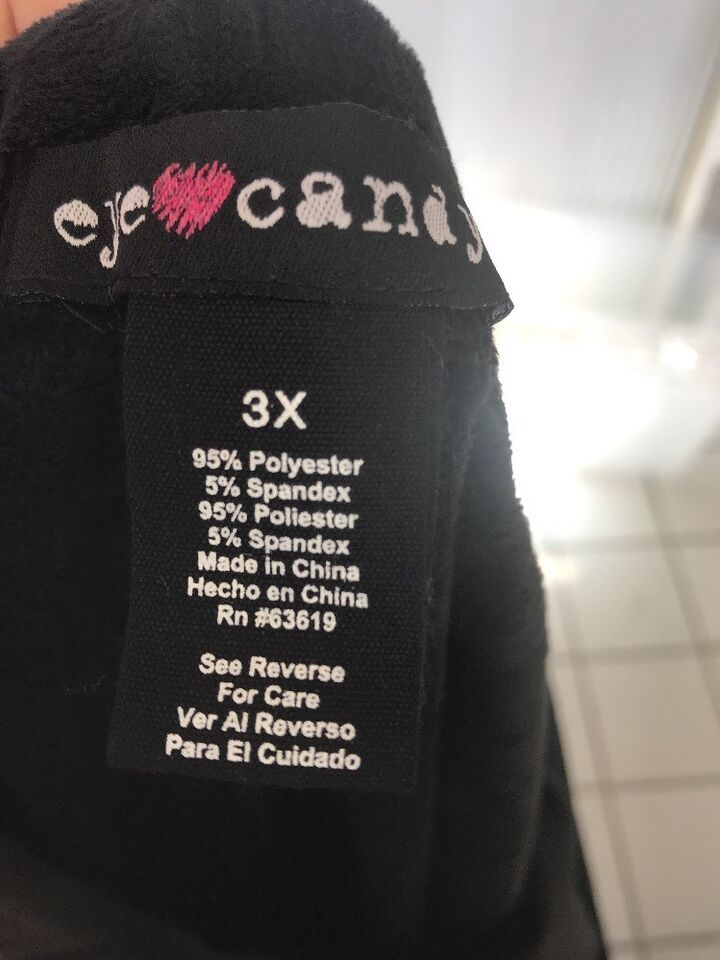 eye candy
3X
95% Polyester
5% Spandex
95% Poliester
5% Spandex
Made in China
Hecho en China
Rn #63619
See Reverse
For Care
Ver Al Reverso
Para El Cuidado